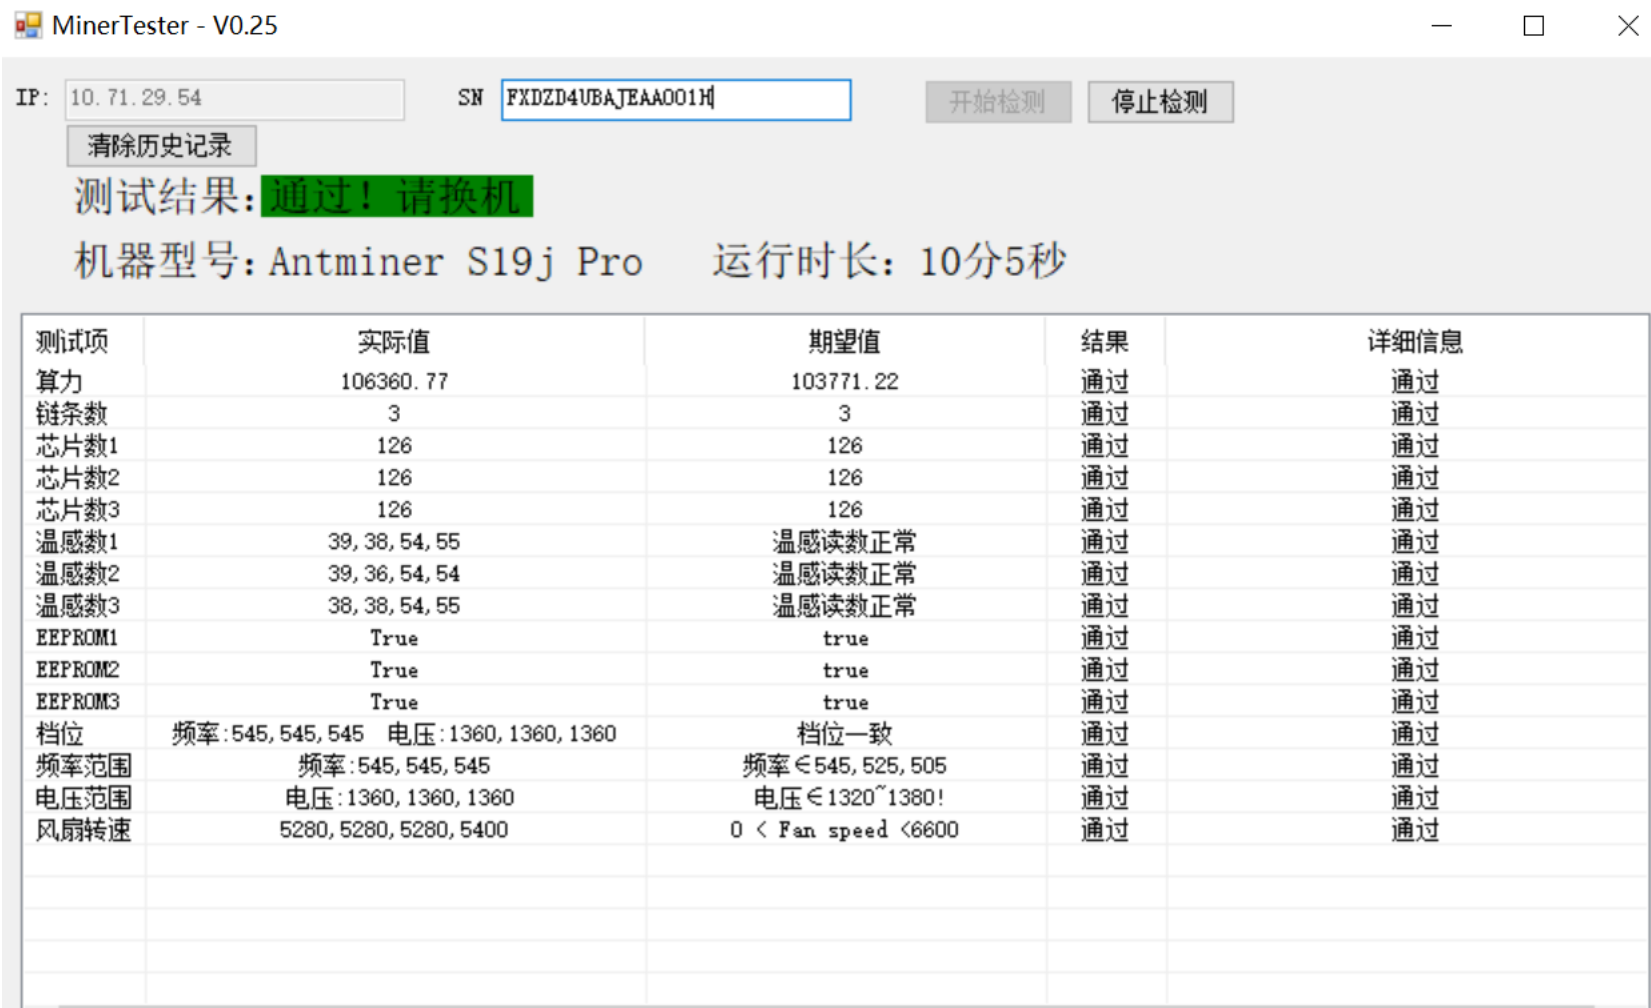 MinerTester - V0.25
IP: 10.71.29.54 SN FXDZD4UBAJEAA001H 开始检测 停止检测
清除历史记录
测试结果:通过！请换机
机器型号:Antminer S19j Pro 运行时长: 10分5秒
测试项 实际值 期望值 结果 详细信息
算力 106360.77 103771.22 通过 通过
链条数 3 3 通过 通过
芯片数1 126 126 通过 通过
芯片数2 126 126 通过 通过
芯片数3 126 126 通过 通过
温感数1 39,38,54,55 温感读数正常 通过 通过
温感数2 39,36,54,54 温感读数正常 通过 通过
温感数3 38,38,54,55 温感读数正常 通过 通过
EEPROM1 True true 通过 通过
EEPROM2 True true 通过 通过
EEPROM3 True true 通过 通过
档位 频率:545,545,545 电压:1360,1360,1360 档位一致 通过 通过
频率范围 频率:545,545,545 频率∈545,525,505 通过 通过
电压范围 电压:1360,1360,1360 电压∈1320~1380! 通过 通过
风扇转速 5280,5280,5280,5400 0 < Fan speed <6600 通过 通过